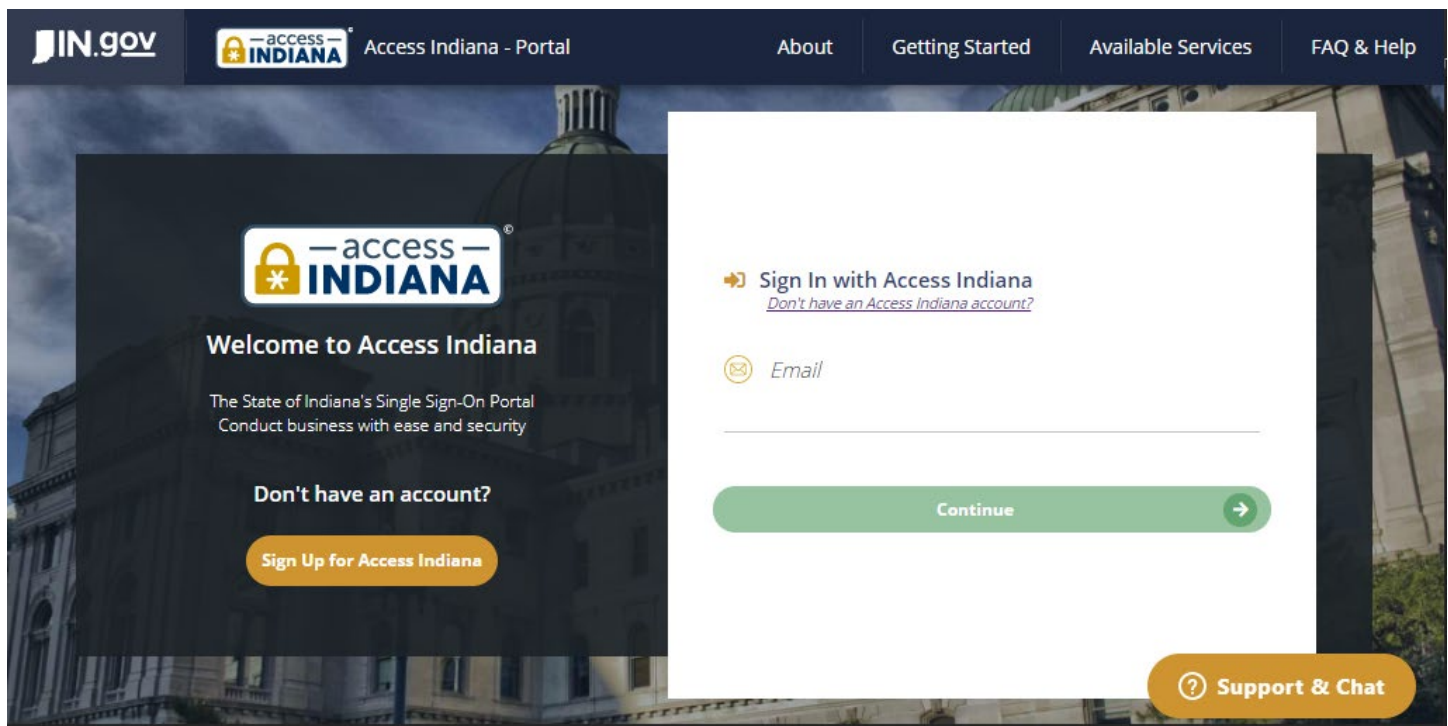 IN.gov
access INDIANA
Access Indiana - Portal
About
Getting Started
Available Services
FAQ & Help
access
INDIANA
©
Welcome to Access Indiana
The State of Indiana's Single Sign-On Portal
Conduct business with ease and security
Don't have an account?
Sign Up for Access Indiana
Sign In with Access Indiana
Don't have an Access Indiana account?
Email
Continue
Support & Chat